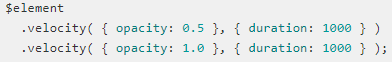 $element
  .velocity( { opacity: 0.5 }, { duration: 1000 } )
  .velocity( { opacity: 1.0 }, { duration: 1000 } );